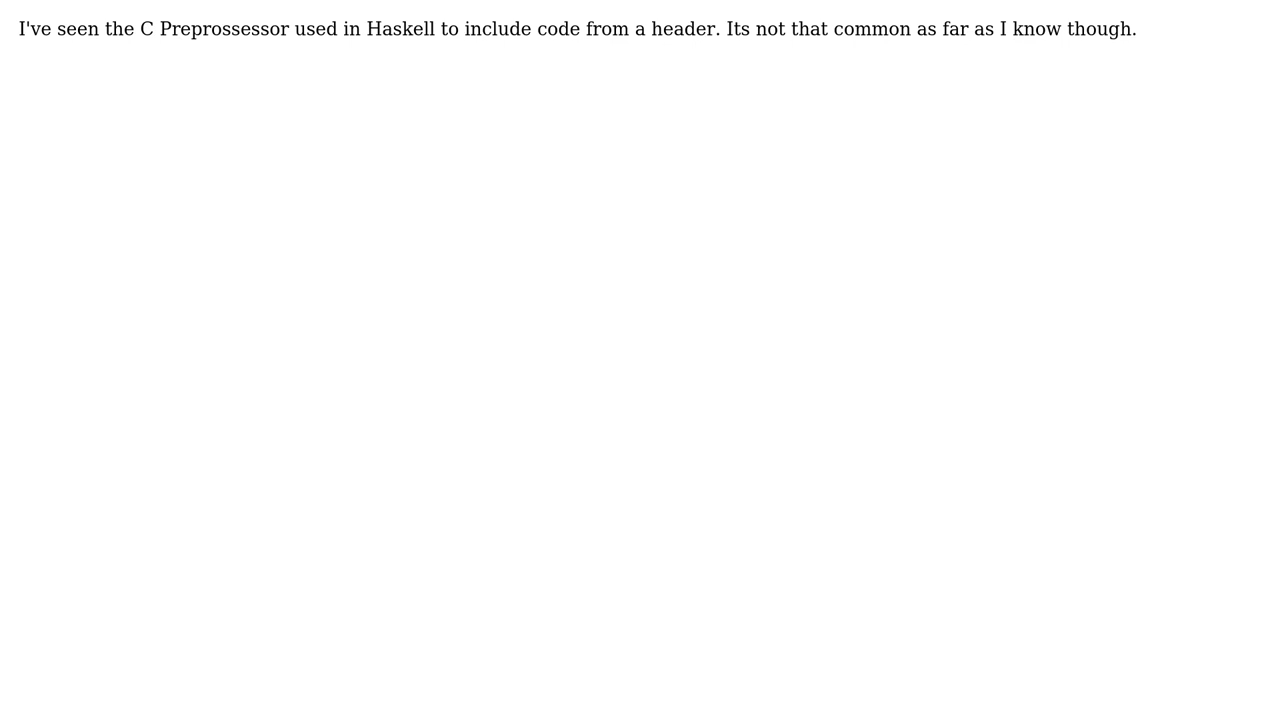 I've seen the C Preprossessor used in Haskell to include code from a header. Its not that common as far as I know though.